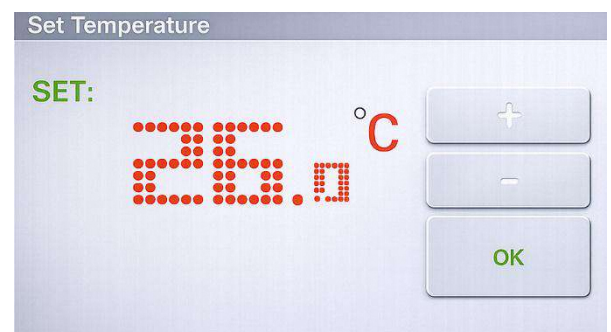 Set Temperature
SET:
26.0 °C
+
-
OK